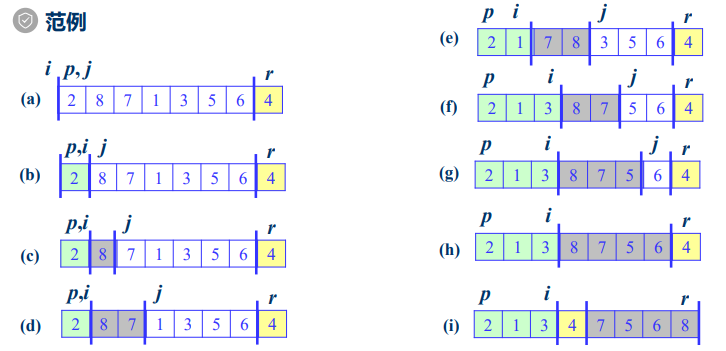 范例
i p, j r
(a) 2 8 7 1 3 5 6 4
p,i j r
(b) 2 8 7 1 3 5 6 4
p,i j r
(c) 2 8 7 1 3 5 6 4
p,i j r
(d) 2 8 7 1 3 5 6 4
p i j r
(e) 2 1 7 8 3 5 6 4
p i j r
(f) 2 1 3 8 7 5 6 4
p i j r
(g) 2 1 3 8 7 5 6 4
p i r
(h) 2 1 3 8 7 5 6 4
p i r
(i) 2 1 3 4 7 5 6 8